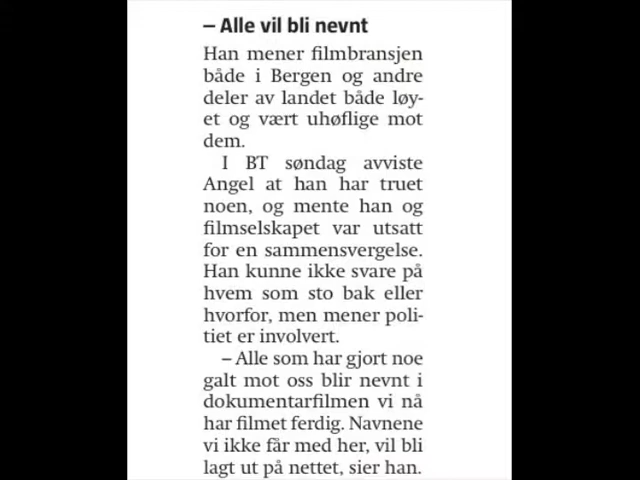 – Alle vil bli nevnt
Han mener filmbransjen
både i Bergen og andre
deler av landet både løy-
et og vært uhøflige mot
dem.
I BT søndag avviste
Angel at han har truet
noen, og mente han og
filmselskapet var utsatt
for en sammensvergelse.
Han kunne ikke svare på
hvem som sto bak eller
hvorfor, men mener poli-
tiet er involvert.
– Alle som har gjort noe
galt mot oss blir nevnt i
dokumentarfilmen vi nå
har filmet ferdig. Navnene
vi ikke får med her, vil bli
lagt ut på nettet, sier han.